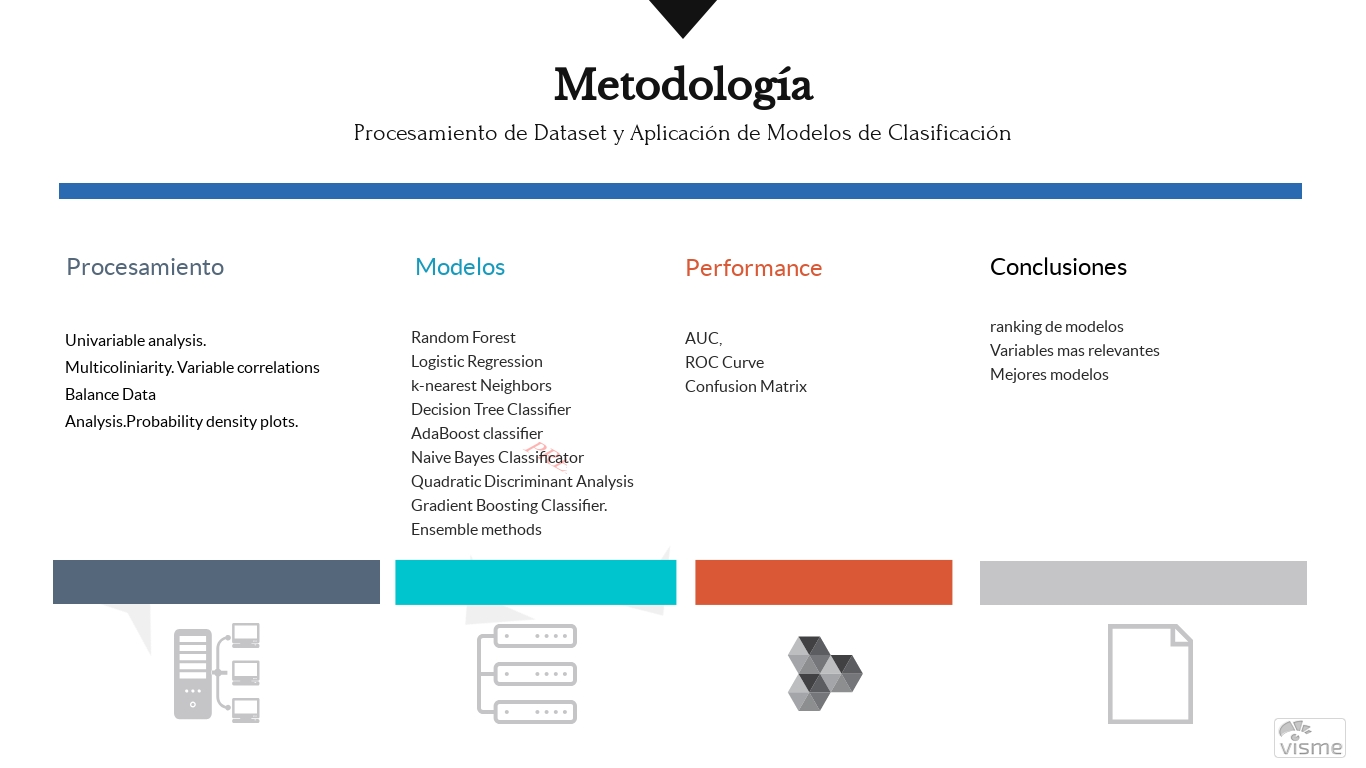 Metodología
Procesamiento de Dataset y Aplicación de Modelos de Clasificación
Procesamiento
Univariable analysis.
Multicoliniarity. Variable correlations
Balance Data
Analysis.Probability density plots.
Modelos
Random Forest
Logistic Regression
k-nearest Neighbors
Decision Tree Classifier
AdaBoost classifier
Naive Bayes Classificator
Quadratic Discriminant Analysis
Gradient Boosting Classifier.
Ensemble methods
Performance
AUC,
ROC Curve
Confusion Matrix
Conclusiones
ranking de modelos
Variables mas relevantes
Mejores modelos
visme